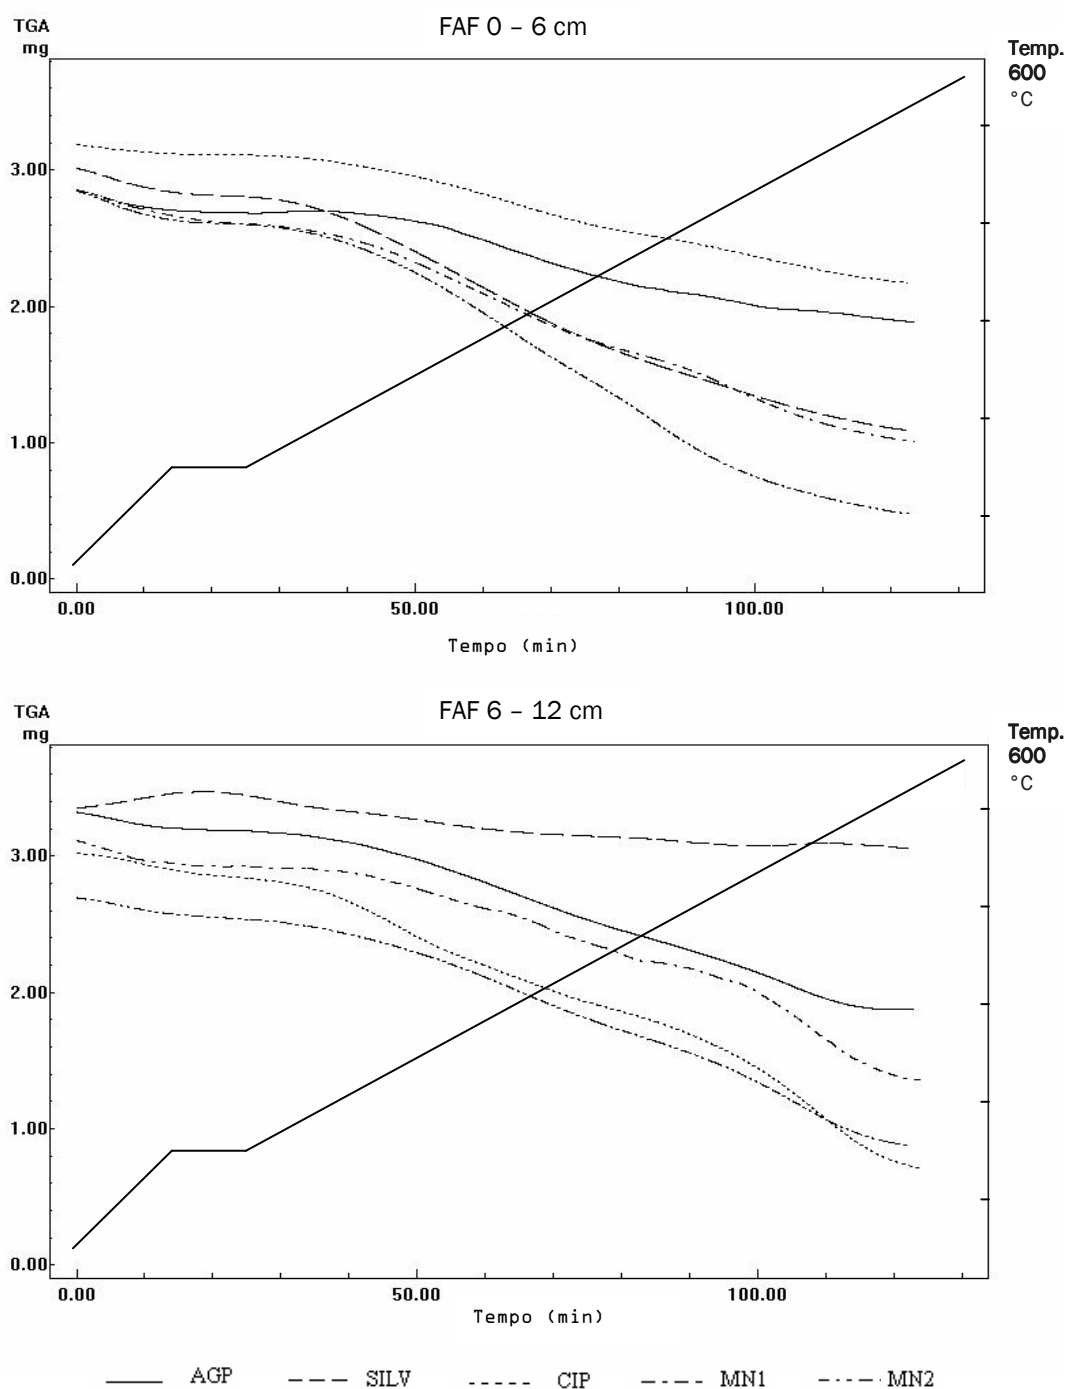 FAF 0 – 6 cm
TGA
mg
Temp.
600
°C
3.00
2.00
1.00
0.00
0.00 50.00 100.00
Tempo (min)
FAF 6 – 12 cm
TGA
mg
Temp.
600
°C
3.00
2.00
1.00
0.00
0.00 50.00 100.00
Tempo (min)
AGP SILV CIP MN1 MN2